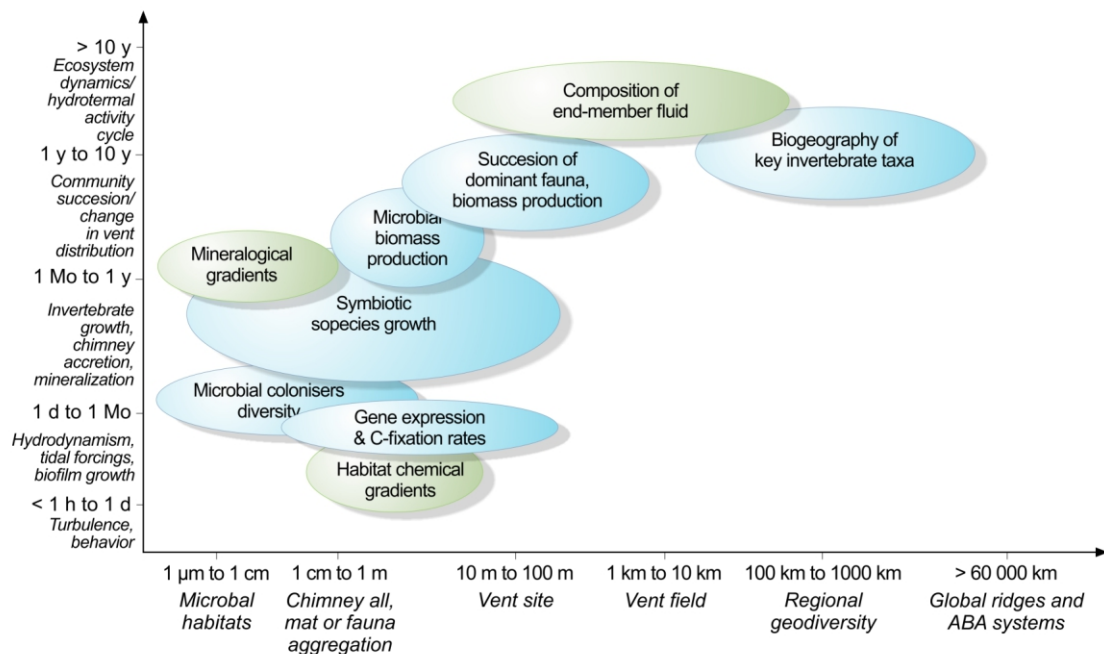 > 10 y
Ecosystem
dynamics/
hydrotermal
activity
cycle
1 y to 10 y
Community
succesion/
change
in vent
distribution
1 Mo to 1 y
Invertebrate
growth,
chimney
accretion,
mineralization
1 d to 1 Mo
Hydrodynamism,
tidal forcings,
biofilm growth
< 1 h to 1 d
Turbulence,
behavior
Composition of
end-member fluid
Biogeography of
key invertebrate taxa
Succesion of
dominant fauna,
biomass production
Microbial
biomass
production
Mineralogical
gradients
Symbiotic
sopecies growth
Microbial colonisers
diversity
Gene expression
& C-fixation rates
Habitat chemical
gradients
1 µm to 1 cm
Microbal
habitats
1 cm to 1 m
Chimney all,
mat or fauna
aggregation
10 m to 100 m
Vent site
1 km to 10 km
Vent field
100 km to 1000 km
Regional
geodiversity
> 60 000 km
Global ridges and
ABA systems